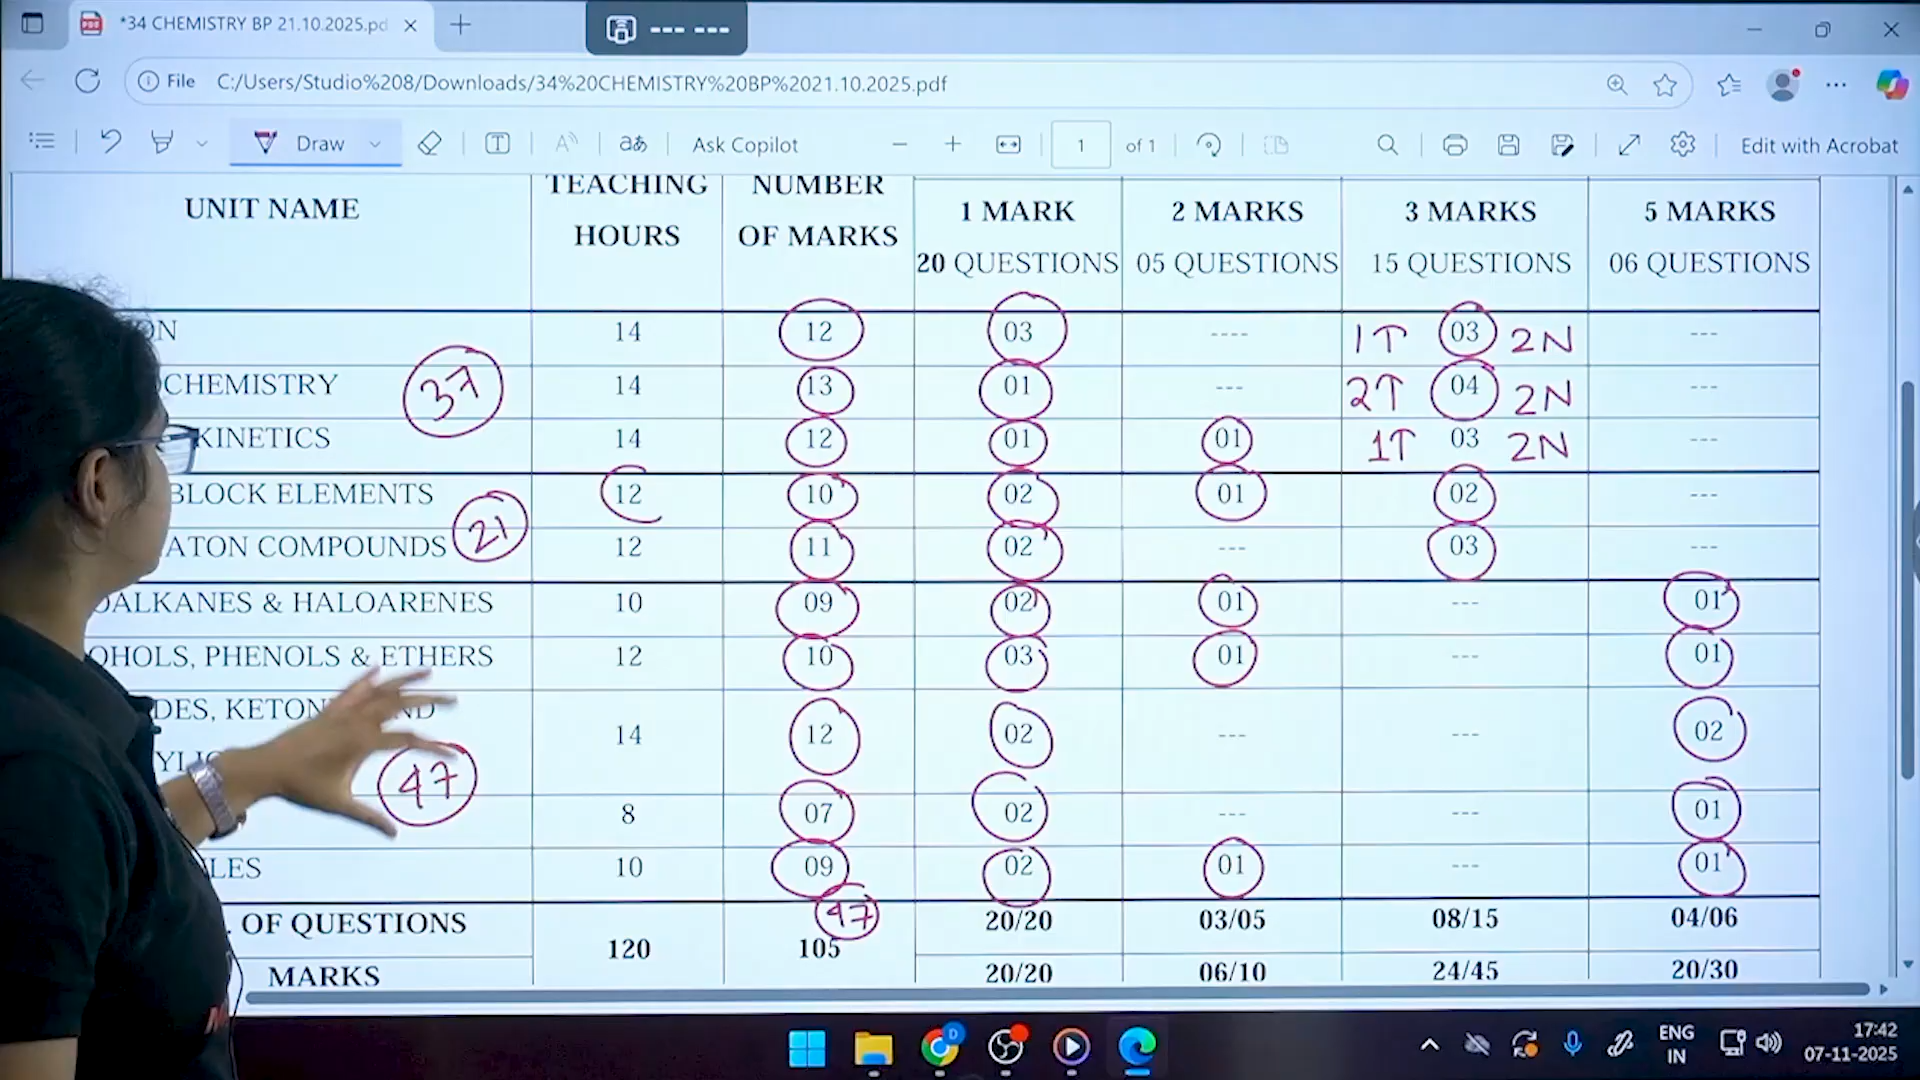 *34 CHEMISTRY BP 21.10.2025.pd
File C:/Users/Studio%208/Downloads/34%20CHEMISTRY%20BP%2021.10.2025.pdf
Draw T aあ Ask Copilot 1 of 1 Edit with Acrobat
UNIT NAME TEACHING HOURS NUMBER OF MARKS 1 MARK 20 QUESTIONS 2 MARKS 05 QUESTIONS 3 MARKS 15 QUESTIONS 5 MARKS 06 QUESTIONS
ON 14 12 03 ---- 1T 03 2N ---
CHEMISTRY 37 14 13 01 --- 2T 04 2N ---
KINETICS 14 12 01 01 1T 03 2N ---
BLOCK ELEMENTS 12 10 02 01 02 ---
ATON COMPOUNDS 21 12 11 02 --- 03 ---
OALKANES & HALOARENES 10 09 02 01 --- 01
OHOLS, PHENOLS & ETHERS 12 10 03 01 --- 01
DES, KETON ND 14 12 02 --- --- 02
47 8 07 02 --- --- 01
LES 10 09 02 01 --- 01
47
. OF QUESTIONS 120 105 20/20 03/05 08/15 04/06
MARKS 20/20 06/10 24/45 20/30
ENG
IN
17:42
07-11-2025